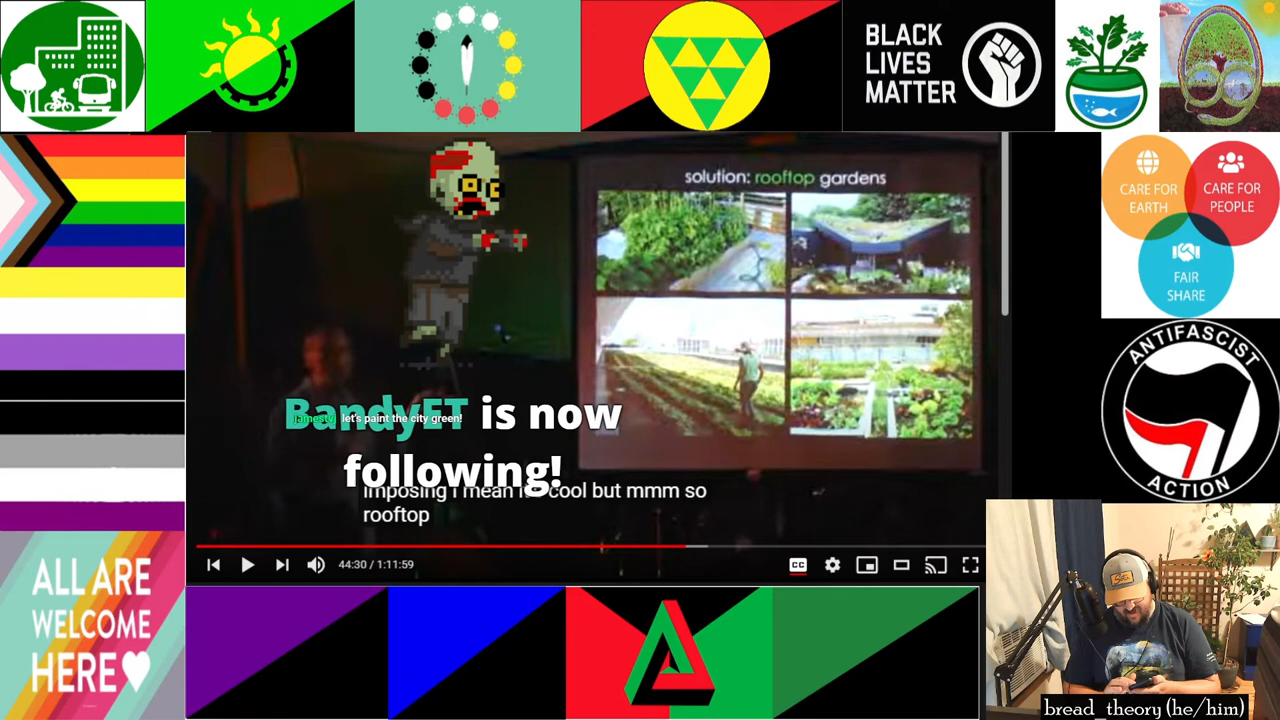 BLACK
LIVES
MATTER
solution: rooftop gardens
CARE FOR
EARTH
CARE FOR
PEOPLE
FAIR
SHARE
ANTIFASCIST
ACTION
BandyET is now
following!
let's paint the city green!
imposing I mean cool but mmm so
rooftop
44:30 / 1:11:59
CC
ALL ARE
WELCOME
HERE
bread_theory (he/him)